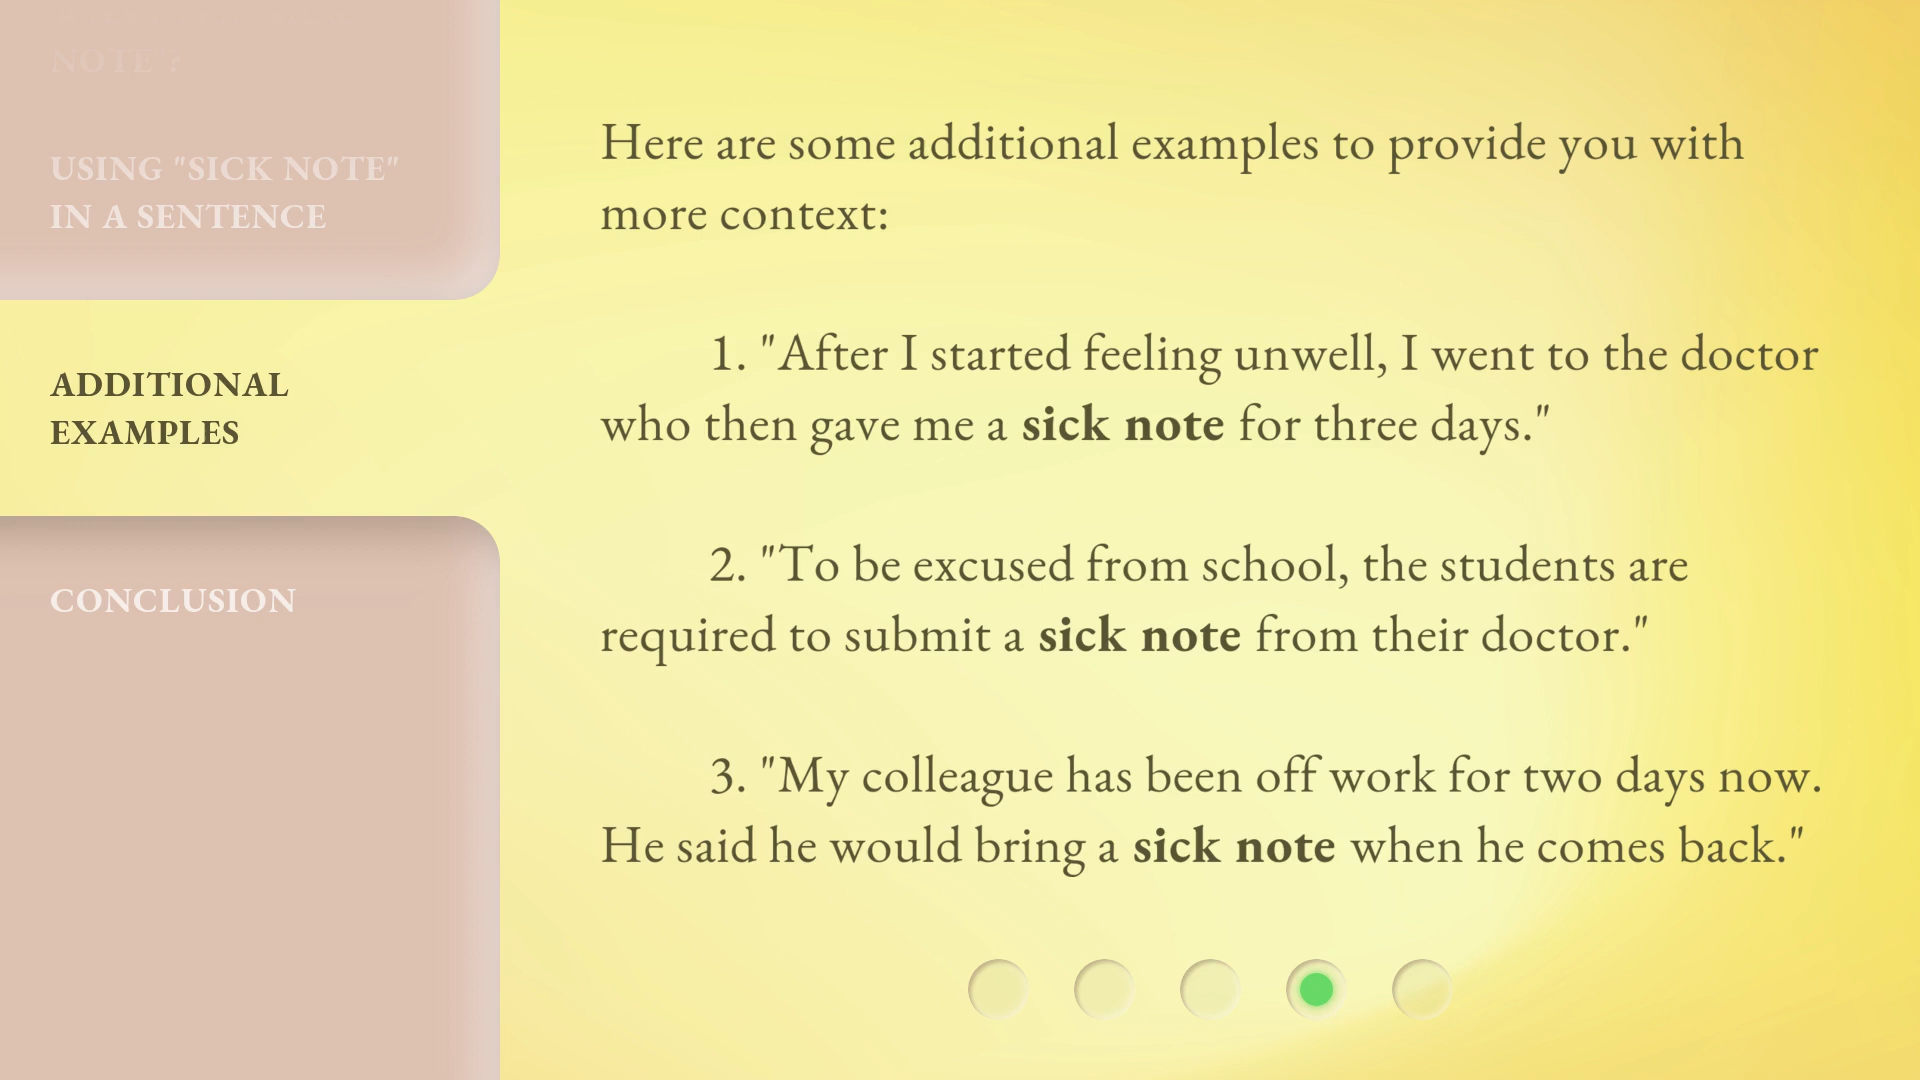 NOTE"?
USING "SICK NOTE"
IN A SENTENCE
ADDITIONAL
EXAMPLES
CONCLUSION
Here are some additional examples to provide you with
more context:
1. "After I started feeling unwell, I went to the doctor
who then gave me a sick note for three days."
2. "To be excused from school, the students are
required to submit a sick note from their doctor."
3. "My colleague has been off work for two days now.
He said he would bring a sick note when he comes back."